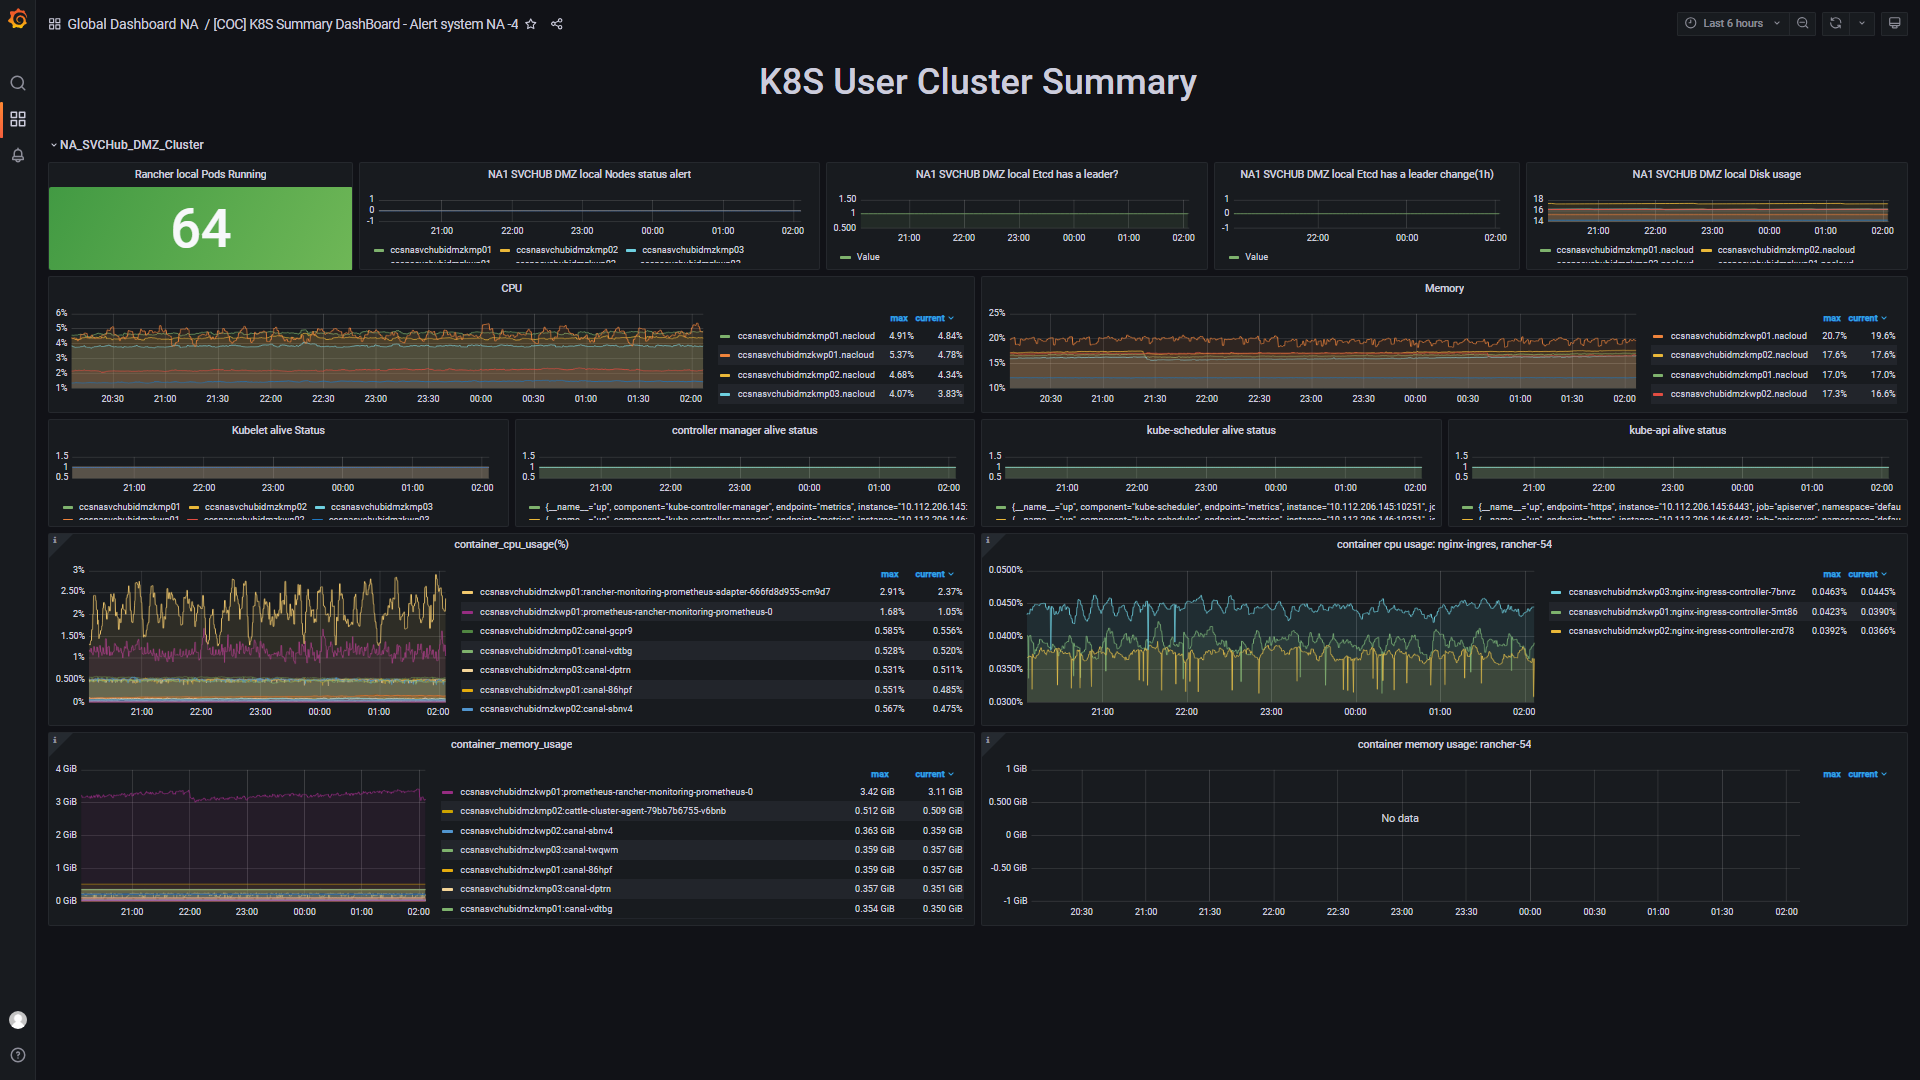 Global Dashboard NA / [COC] K8S Summary DashBoard - Alert system NA -4
Last 6 hours
K8S User Cluster Summary
NA_SVCHub_DMZ_Cluster
Rancher local Pods Running
64
NA1 SVCHUB DMZ local Nodes status alert
1
0
-1
21:00 22:00 23:00 00:00 01:00 02:00
ccsnasvchubidmzkmp01 ccsnasvchubidmzkmp02 ccsnasvchubidmzkmp03
NA1 SVCHUB DMZ local Etcd has a leader?
1.50
1
0.500
21:00 22:00 23:00 00:00 01:00 02:00
Value
NA1 SVCHUB DMZ local Etcd has a leader change(1h)
1
0
-1
22:00 00:00 02:00
Value
NA1 SVCHUB DMZ local Disk usage
18
16
14
21:00 22:00 23:00 00:00 01:00 02:00
ccsnasvchubidmzkmp01.nacloud ccsnasvchubidmzkmp02.nacloud
CPU
6%
5%
4%
3%
2%
1%
20:30 21:00 21:30 22:00 22:30 23:00 23:30 00:00 00:30 01:00 01:30 02:00
max current
ccsnasvchubidmzkmp01.nacloud 4.91% 4.84%
ccsnasvchubidmzkwp01.nacloud 5.37% 4.78%
ccsnasvchubidmzkmp02.nacloud 4.68% 4.34%
ccsnasvchubidmzkmp03.nacloud 4.07% 3.83%
Memory
25%
20%
15%
10%
20:30 21:00 21:30 22:00 22:30 23:00 23:30 00:00 00:30 01:00 01:30 02:00
max current
ccsnasvchubidmzkwp01.nacloud 20.7% 19.6%
ccsnasvchubidmzkmp02.nacloud 17.6% 17.6%
ccsnasvchubidmzkmp01.nacloud 17.0% 17.0%
ccsnasvchubidmzkwp02.nacloud 17.3% 16.6%
Kubelet alive Status
1.5
1
0.5
21:00 22:00 23:00 00:00 01:00 02:00
ccsnasvchubidmzkmp01 ccsnasvchubidmzkmp02 ccsnasvchubidmzkmp03
controller manager alive status
1.5
1
0.5
21:00 22:00 23:00 00:00 01:00 02:00
{__name__="up", component="kube-controller-manager", endpoint="metrics", instance="10.112.206.145:
kube-scheduler alive status
1.5
1
0.5
21:00 22:00 23:00 00:00 01:00 02:00
{__name__="up", component="kube-scheduler", endpoint="metrics", instance="10.112.206.145:10251", jc
kube-api alive status
1.5
1
0.5
21:00 22:00 23:00 00:00 01:00 02:00
{__name__="up", endpoint="https", instance="10.112.206.145:6443", job="apiserver", namespace="defau
container_cpu_usage(%)
3%
2.50%
2%
1.50%
1%
0.500%
0%
21:00 22:00 23:00 00:00 01:00 02:00
max current
ccsnasvchubidmzkwp01:rancher-monitoring-prometheus-adapter-666fd8d955-cm9d7 2.91% 2.37%
ccsnasvchubidmzkwp01:prometheus-rancher-monitoring-prometheus-0 1.68% 1.05%
ccsnasvchubidmzkmp02:canal-gcpr9 0.585% 0.556%
ccsnasvchubidmzkmp01:canal-vdtbg 0.528% 0.520%
ccsnasvchubidmzkmp03:canal-dptrn 0.531% 0.511%
ccsnasvchubidmzkwp01:canal-86hpf 0.551% 0.485%
ccsnasvchubidmzkwp02:canal-sbnv4 0.567% 0.475%
container cpu usage: nginx-ingres, rancher-54
0.0500%
0.0450%
0.0400%
0.0350%
0.0300%
21:00 22:00 23:00 00:00 01:00 02:00
max current
ccsnasvchubidmzkwp03:nginx-ingress-controller-7bnvz 0.0463% 0.0445%
ccsnasvchubidmzkwp01:nginx-ingress-controller-5mt86 0.0423% 0.0390%
ccsnasvchubidmzkwp02:nginx-ingress-controller-zrd78 0.0392% 0.0366%
container_memory_usage
4 GiB
3 GiB
2 GiB
1 GiB
0 GiB
21:00 22:00 23:00 00:00 01:00 02:00
max current
ccsnasvchubidmzkwp01:prometheus-rancher-monitoring-prometheus-0 3.42 GiB 3.11 GiB
ccsnasvchubidmzkmp02:cattle-cluster-agent-79bb7b6755-v6bnb 0.512 GiB 0.509 GiB
ccsnasvchubidmzkwp02:canal-sbnv4 0.363 GiB 0.359 GiB
ccsnasvchubidmzkwp03:canal-twqwm 0.359 GiB 0.357 GiB
ccsnasvchubidmzkwp01:canal-86hpf 0.359 GiB 0.357 GiB
ccsnasvchubidmzkmp03:canal-dptrn 0.357 GiB 0.351 GiB
ccsnasvchubidmzkmp01:canal-vdtbg 0.354 GiB 0.350 GiB
container memory usage: rancher-54
1 GiB
0.500 GiB
0 GiB
-0.50 GiB
-1 GiB
No data
20:30 21:00 21:30 22:00 22:30 23:00 23:30 00:00 00:30 01:00 01:30 02:00
max current